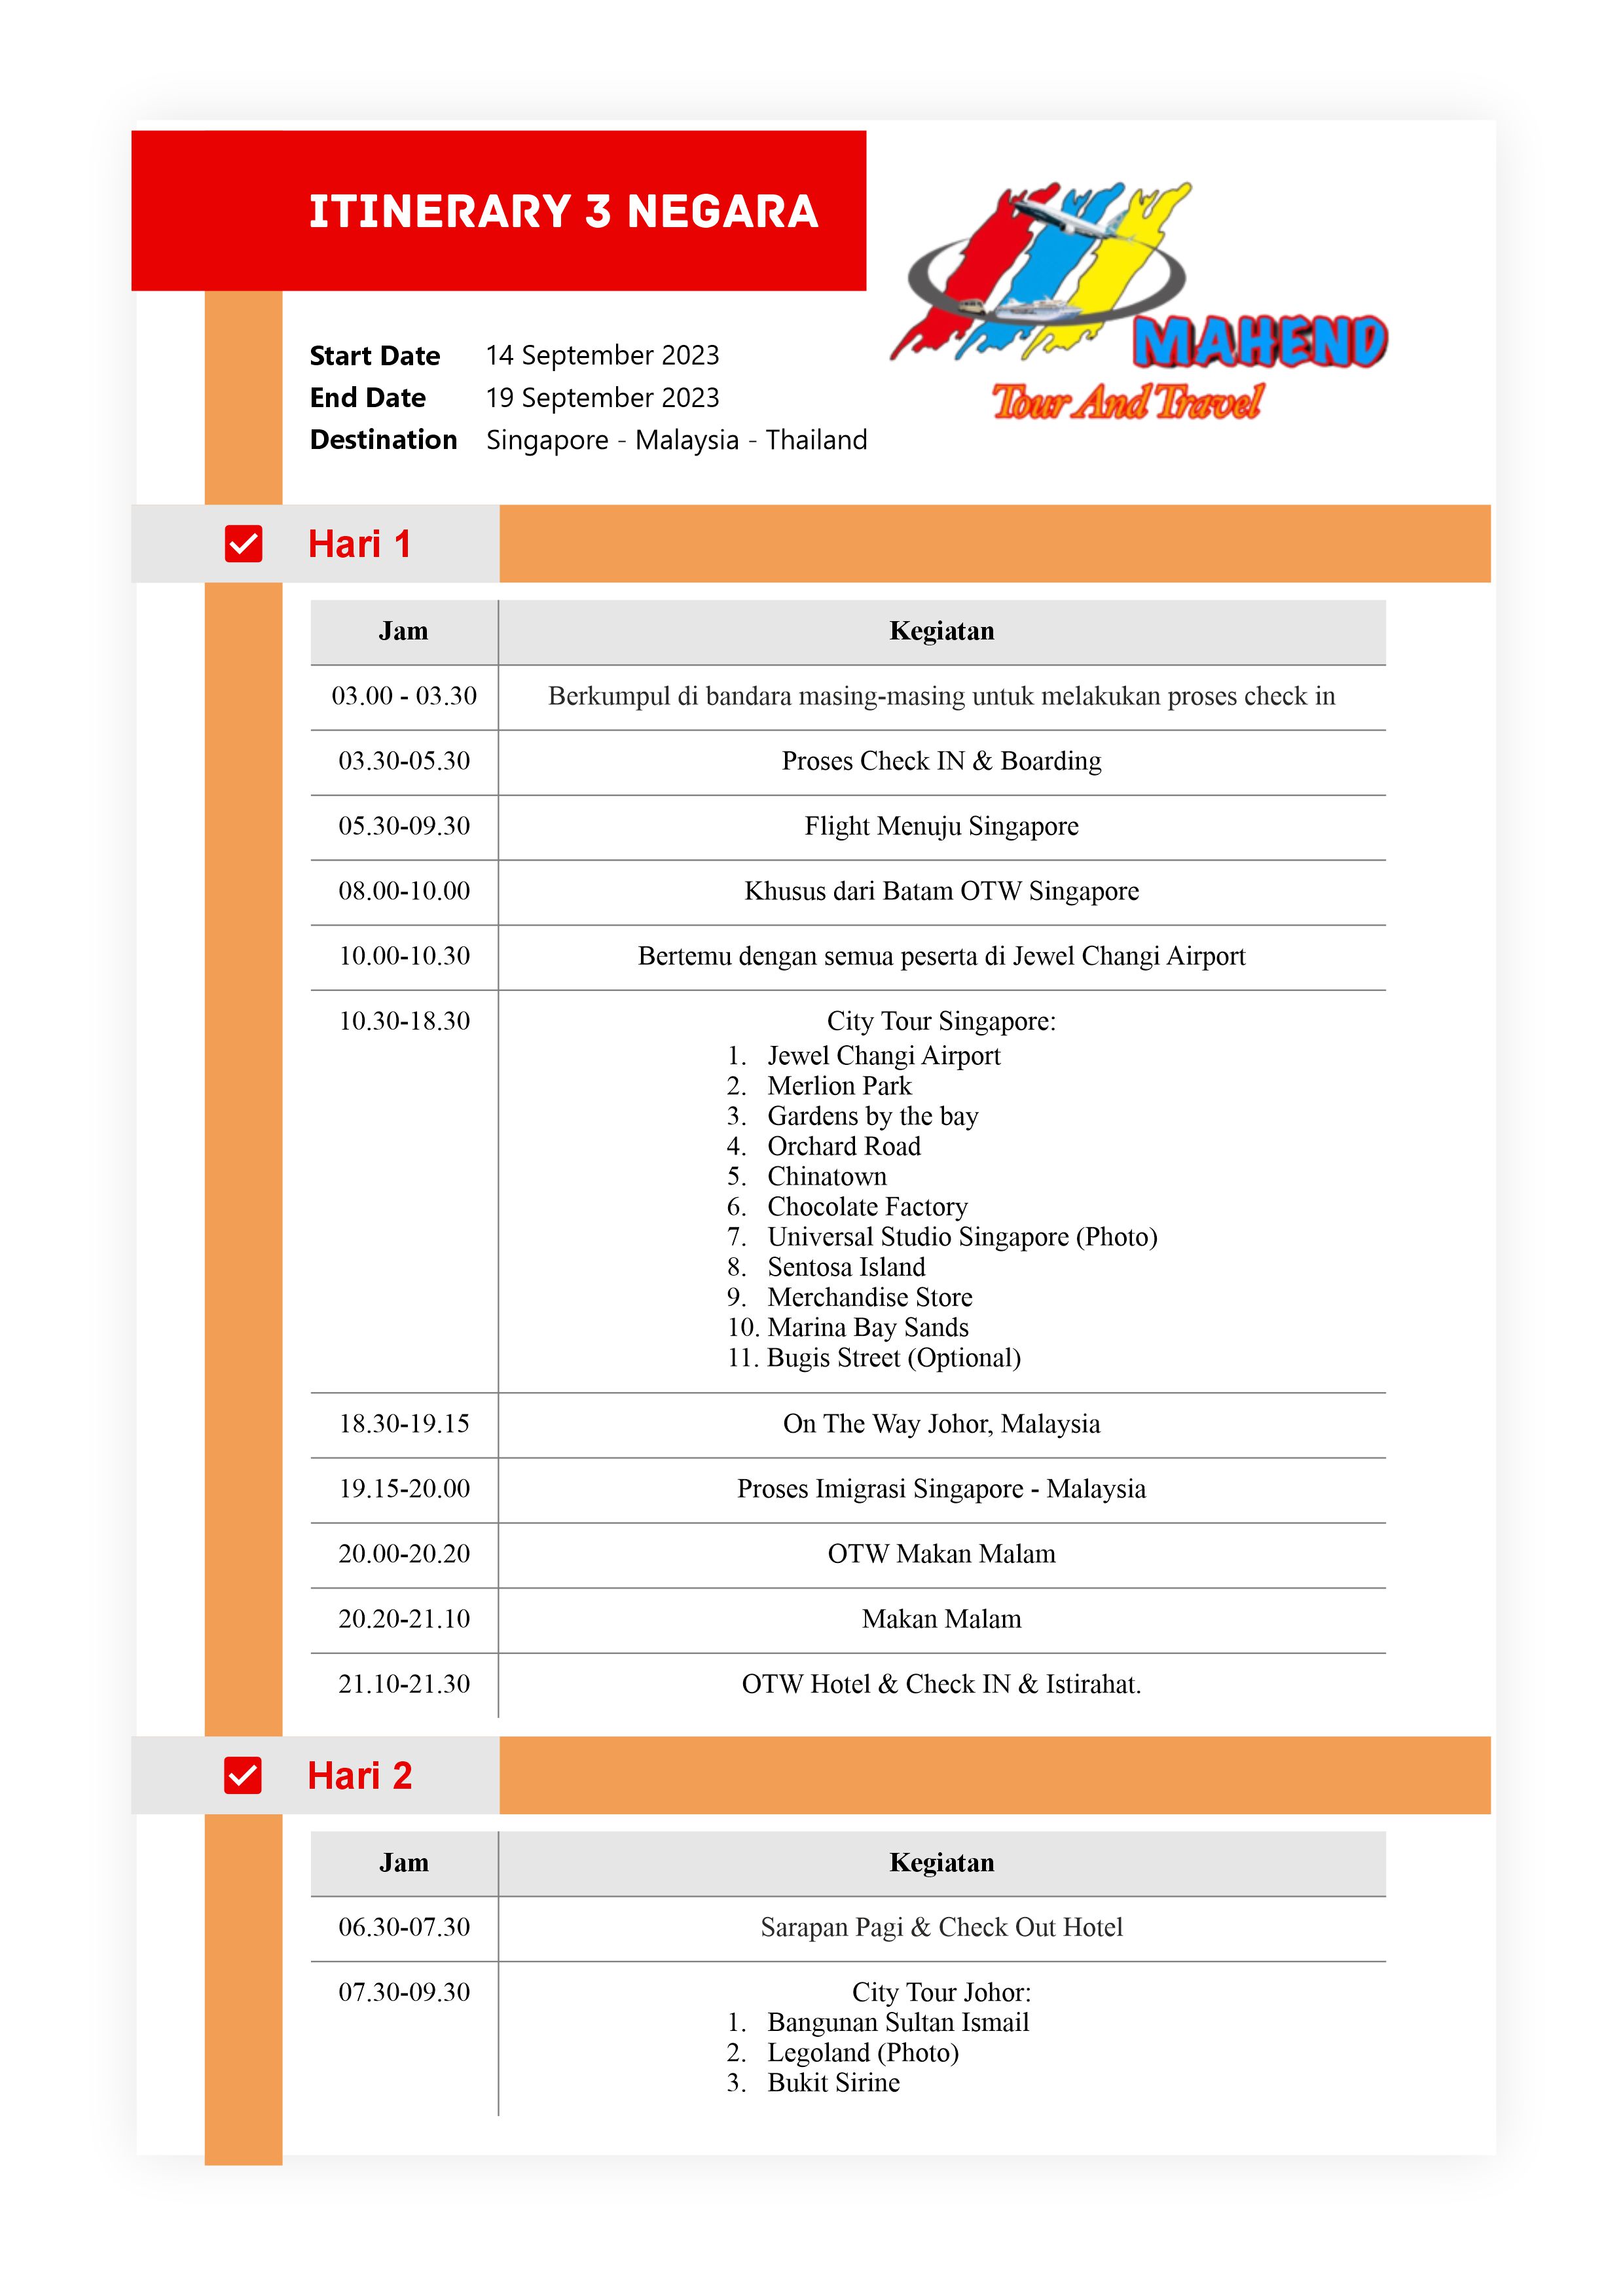 ITINERARY 3 NEGARA
MAHEND
Tour And Travel
Start Date 14 September 2023
End Date 19 September 2023
Destination Singapore - Malaysia - Thailand
Hari 1
Jam Kegiatan
03.00 - 03.30 Berkumpul di bandara masing-masing untuk melakukan proses check in
03.30-05.30 Proses Check IN & Boarding
05.30-09.30 Flight Menuju Singapore
08.00-10.00 Khusus dari Batam OTW Singapore
10.00-10.30 Bertemu dengan semua peserta di Jewel Changi Airport
10.30-18.30 City Tour Singapore:
1. Jewel Changi Airport
2. Merlion Park
3. Gardens by the bay
4. Orchard Road
5. Chinatown
6. Chocolate Factory
7. Universal Studio Singapore (Photo)
8. Sentosa Island
9. Merchandise Store
10. Marina Bay Sands
11. Bugis Street (Optional)
18.30-19.15 On The Way Johor, Malaysia
19.15-20.00 Proses Imigrasi Singapore - Malaysia
20.00-20.20 OTW Makan Malam
20.20-21.10 Makan Malam
21.10-21.30 OTW Hotel & Check IN & Istirahat.
Hari 2
Jam Kegiatan
06.30-07.30 Sarapan Pagi & Check Out Hotel
07.30-09.30 City Tour Johor:
1. Bangunan Sultan Ismail
2. Legoland (Photo)
3. Bukit Sirine